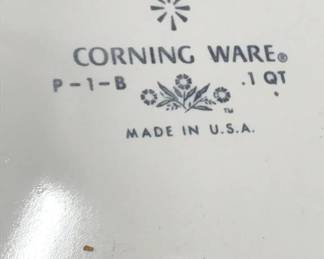 CORNING WARE®
P-1-B .1 QT
TM
MADE IN U.S.A.